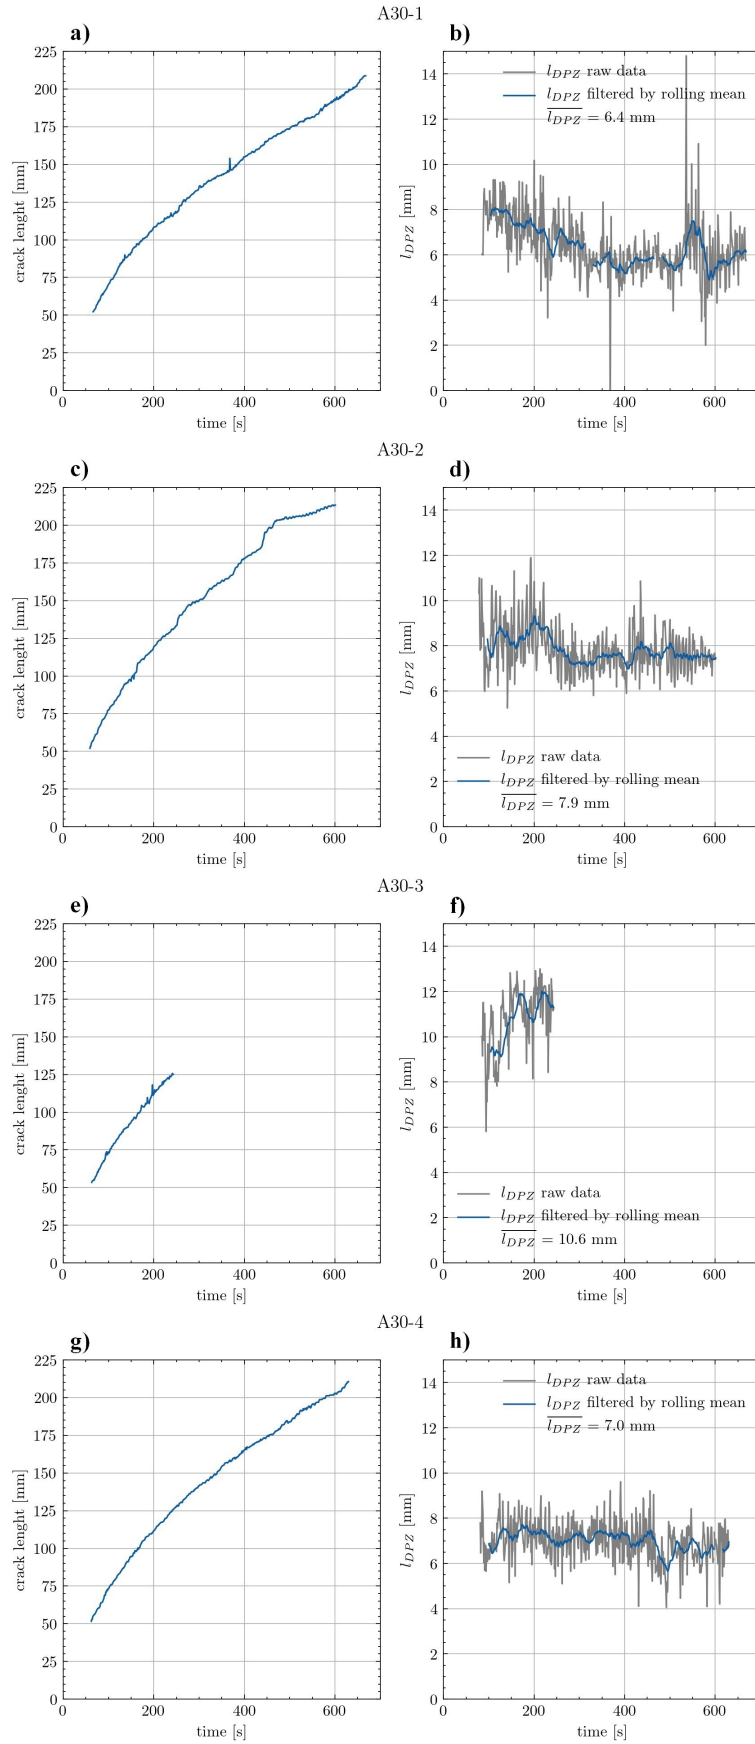 A30-1
a)
225
200
175
150
125
100
75
50
25
0
crack lenght [mm]
0 200 400 600
time [s]
b)
14
12
10
8
6
4
2
0
l_DPZ [mm]
l_DPZ raw data
l_DPZ filtered by rolling mean
l_DPZ = 6.4 mm
0 200 400 600
time [s]
A30-2
c)
225
200
175
150
125
100
75
50
25
0
crack lenght [mm]
0 200 400 600
time [s]
d)
14
12
10
8
6
4
2
0
l_DPZ [mm]
l_DPZ raw data
l_DPZ filtered by rolling mean
l_DPZ = 7.9 mm
0 200 400 600
time [s]
A30-3
e)
225
200
175
150
125
100
75
50
25
0
crack lenght [mm]
0 200 400 600
time [s]
f)
14
12
10
8
6
4
2
0
l_DPZ [mm]
l_DPZ raw data
l_DPZ filtered by rolling mean
l_DPZ = 10.6 mm
0 200 400 600
time [s]
A30-4
g)
225
200
175
150
125
100
75
50
25
0
crack lenght [mm]
0 200 400 600
time [s]
h)
14
12
10
8
6
4
2
0
l_DPZ [mm]
l_DPZ raw data
l_DPZ filtered by rolling mean
l_DPZ = 7.0 mm
0 200 400 600
time [s]